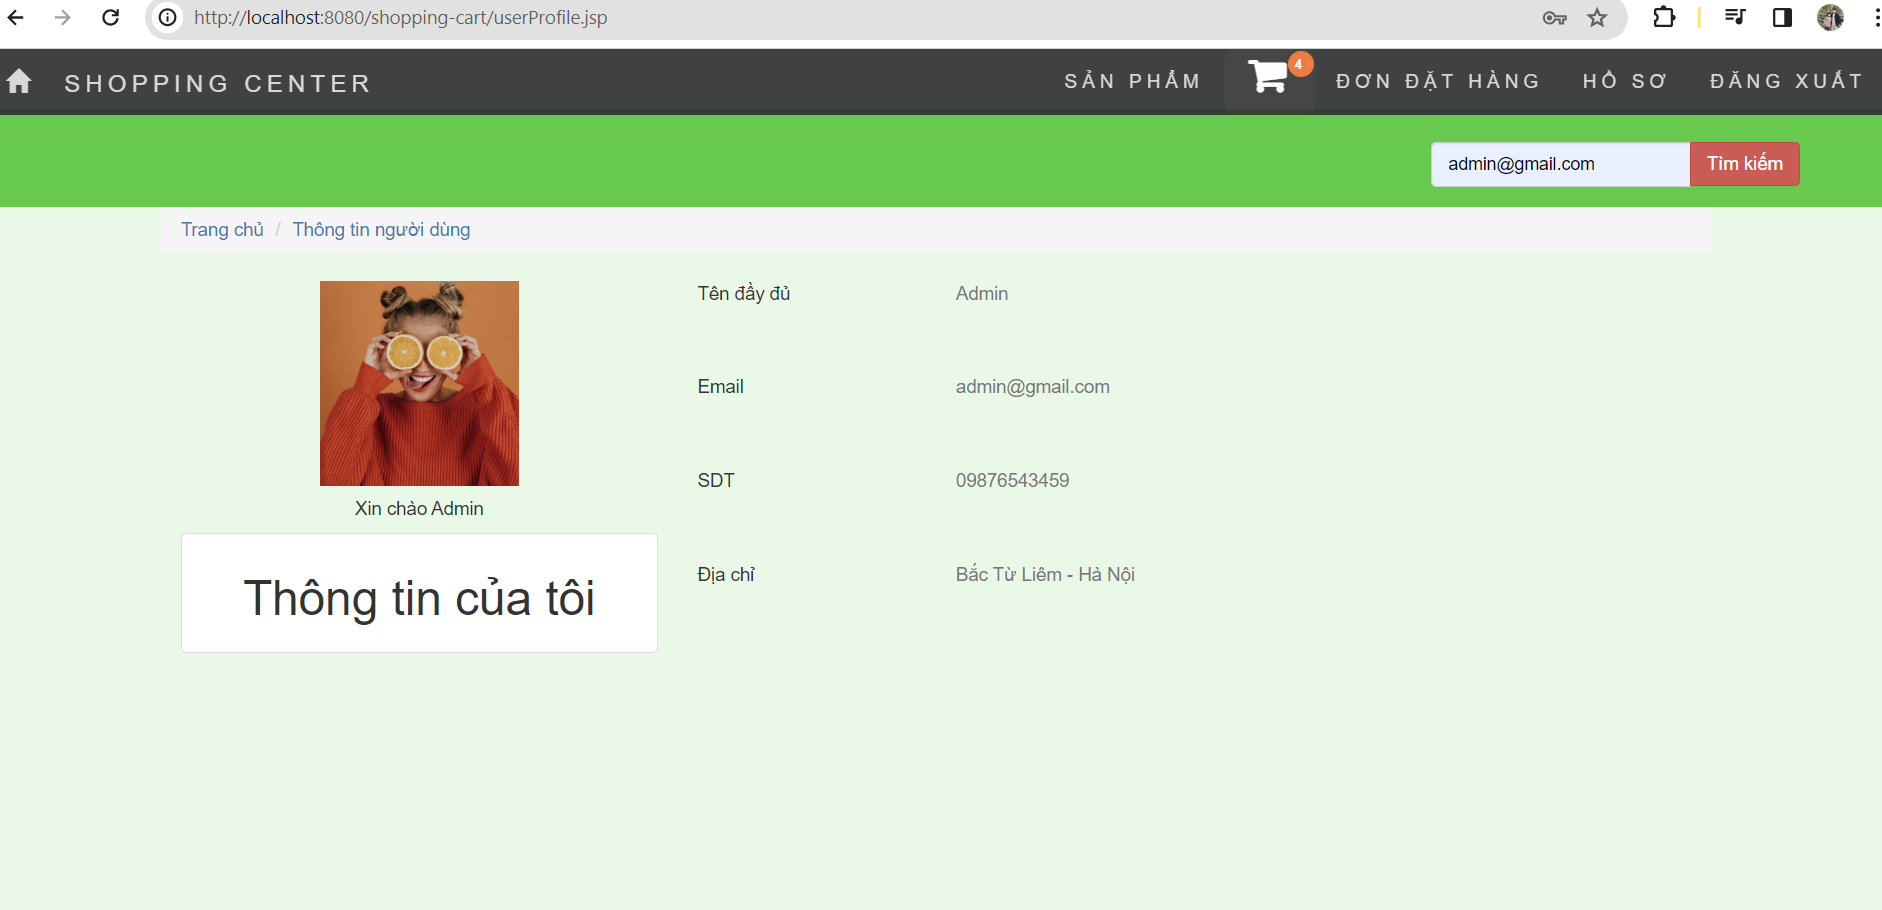 http://localhost:8080/shopping-cart/userProfile.jsp
SHOPPING CENTER
SẢN PHẨM
4
ĐƠN ĐẶT HÀNG
HỒ SƠ
ĐĂNG XUẤT
admin@gmail.com
Tìm kiếm
Trang chủ / Thông tin người dùng
Tên đầy đủ
Admin
Email
admin@gmail.com
SDT
09876543459
Địa chỉ
Bắc Từ Liêm - Hà Nội
Xin chào Admin
Thông tin của tôi